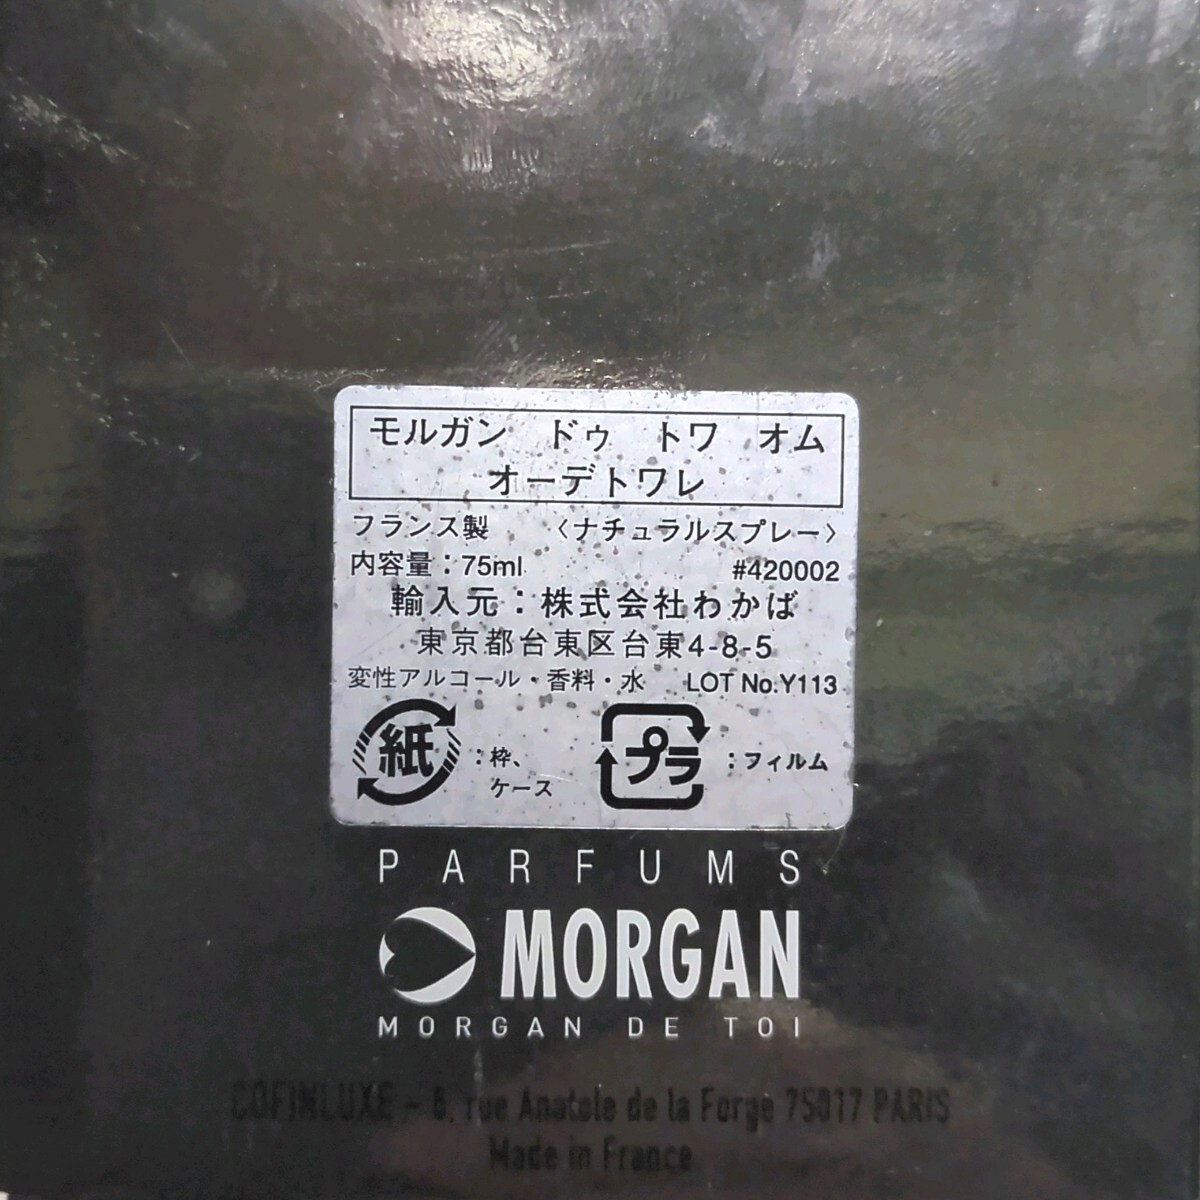 モルガン ドゥ トワ オム
オーデトワレ
フランス製 〈ナチュラルスプレー〉
内容量：75ml #420002
輸入元：株式会社わかば
東京都台東区台東4-8-5
変性アルコール・香料・水 LOT No.Y113
紙 ：枠、ケース
プラ ：フィルム
PARFUMS
MORGAN
MORGAN DE TOI
COFINLUXE - 6, rue Anatole de la Forge 75017 PARIS
Made in France